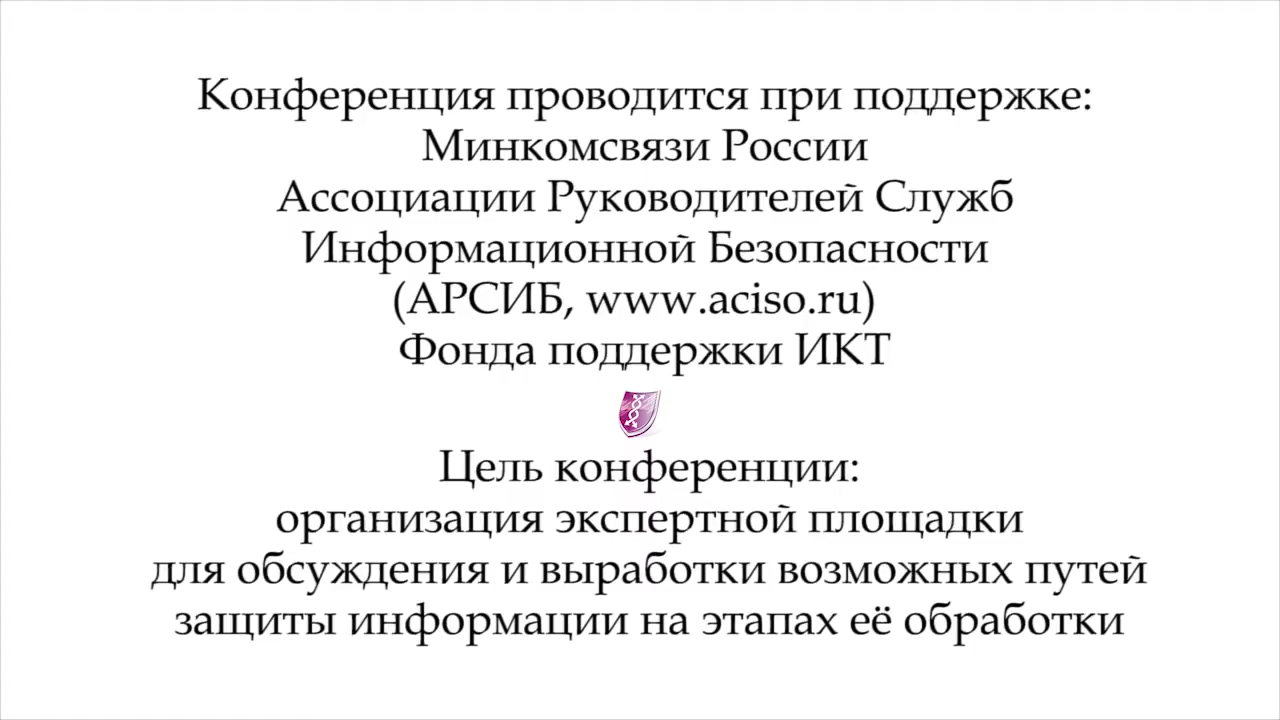 Конференция проводится при поддержке:
Минкомсвязи России
Ассоциации Руководителей Служб
Информационной Безопасности
(АРСИБ, www.aciso.ru)
Фонда поддержки ИКТ
Цель конференции:
организация экспертной площадки
для обсуждения и выработки возможных путей
защиты информации на этапах её обработки